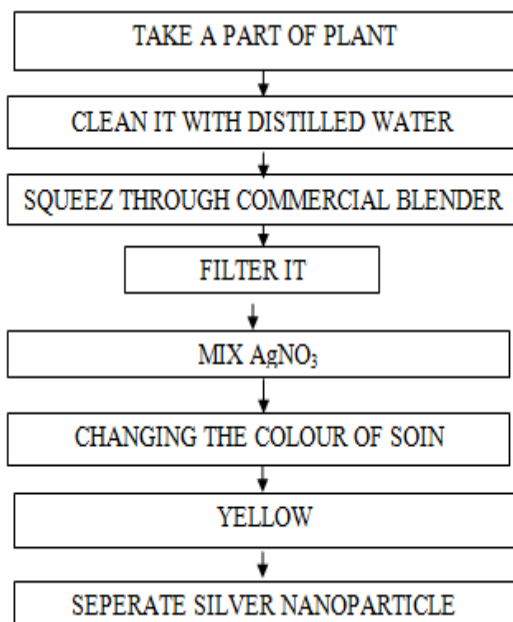 TAKE A PART OF PLANT
CLEAN IT WITH DISTILLED WATER
SQUEEZ THROUGH COMMERCIAL BLENDER
FILTER IT
MIX AgNO₃
CHANGING THE COLOUR OF SOIN
YELLOW
SEPERATE SILVER NANOPARTICLE